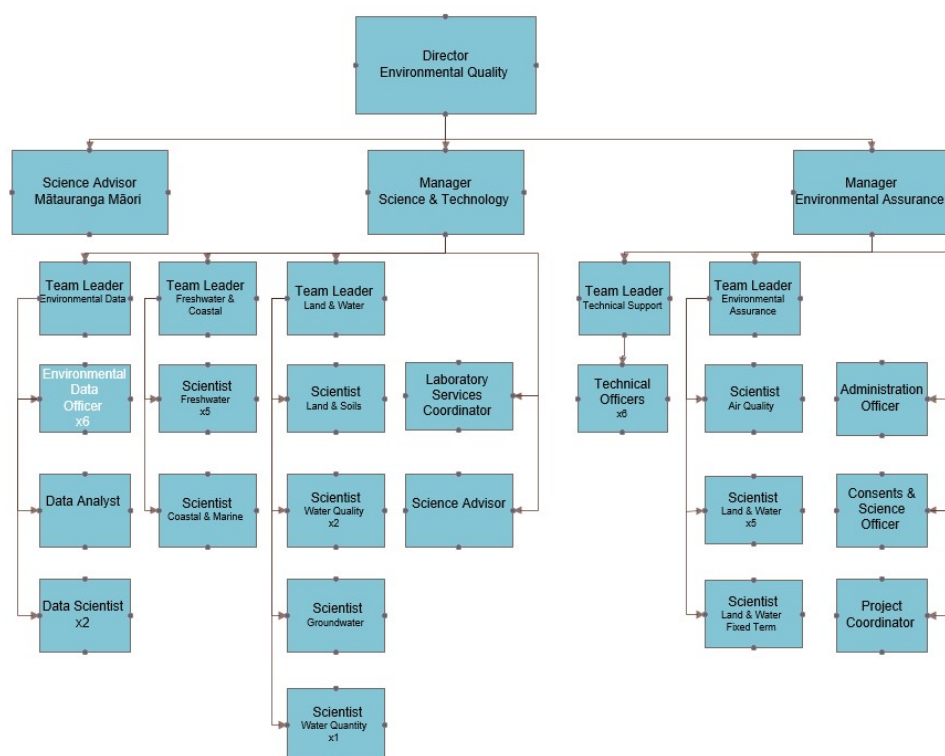 Director
Environmental Quality
Science Advisor
Mātauranga Māori
Manager
Science & Technology
Manager
Environmental Assurance
Team Leader
Environmental Data
Team Leader
Freshwater &
Coastal
Team Leader
Land & Water
Team Leader
Technical Support
Team Leader
Environmental
Assurance
Environmental
Data
Officer
x6
Scientist
Freshwater
x5
Scientist
Land & Soils
Laboratory
Services
Coordinator
Technical
Officers
x6
Scientist
Air Quality
Administration
Officer
Data Analyst
Scientist
Coastal & Marine
Scientist
Water Quality
x2
Science Advisor
Scientist
Land & Water
x5
Consents &
Science
Officer
Data Scientist
x2
Scientist
Groundwater
Scientist
Land & Water
Fixed Term
Project
Coordinator
Scientist
Water Quantity
x1